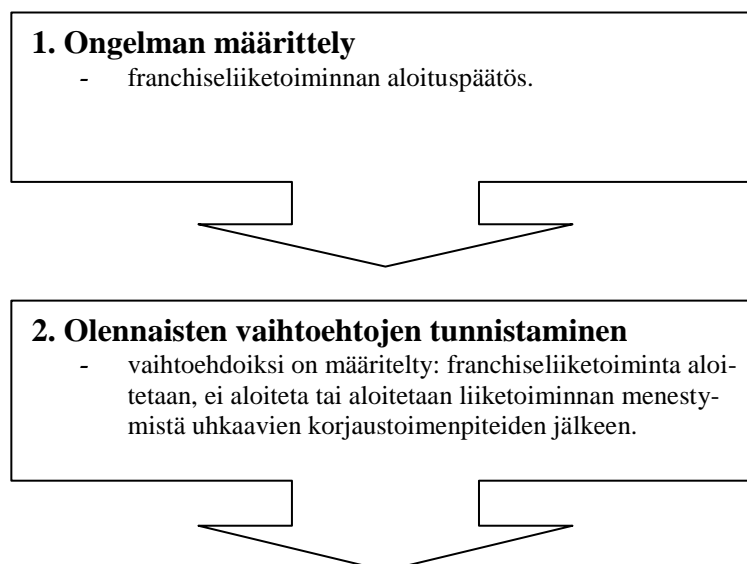 1. Ongelman määrittely
- franchiseliiketoiminnan aloituspäätös.
2. Olennaisten vaihtoehtojen tunnistaminen
- vaihtoehdoiksi on määritelty: franchiseliiketoiminta aloi-
tetaan, ei aloiteta tai aloitetaan liiketoiminnan menesty-
mistä uhkaavien korjaustoimenpiteiden jälkeen.